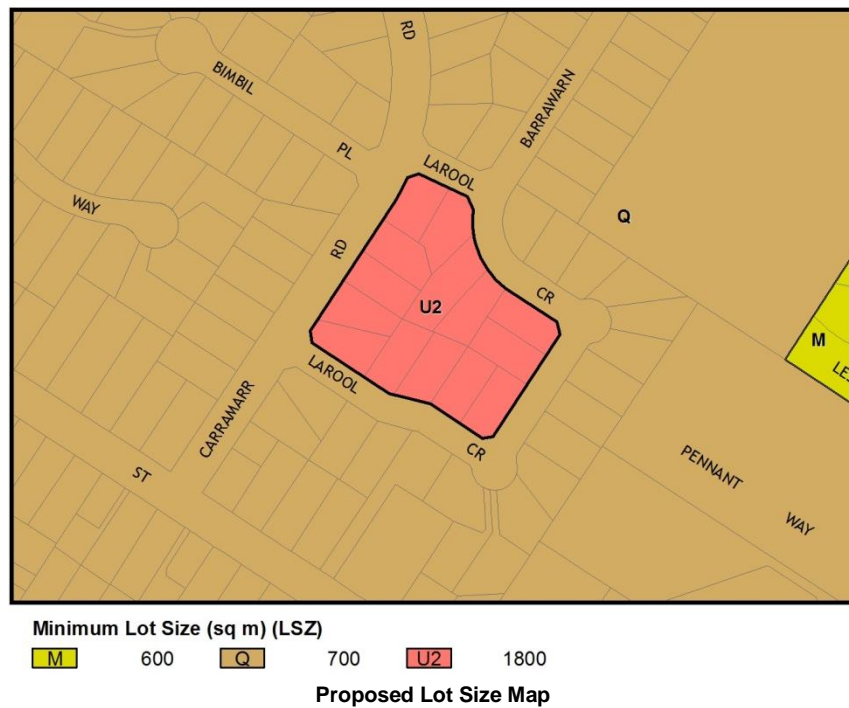 RD
BIMBIL
BARRAWARN
PL
LAROOL
WAY
Q
RD
CR
U2
M
LE
LAROOL
CARRAMARR
CR
PENNANT
ST
WAY
Minimum Lot Size (sq m) (LSZ)
M 600 Q 700 U2 1800
Proposed Lot Size Map